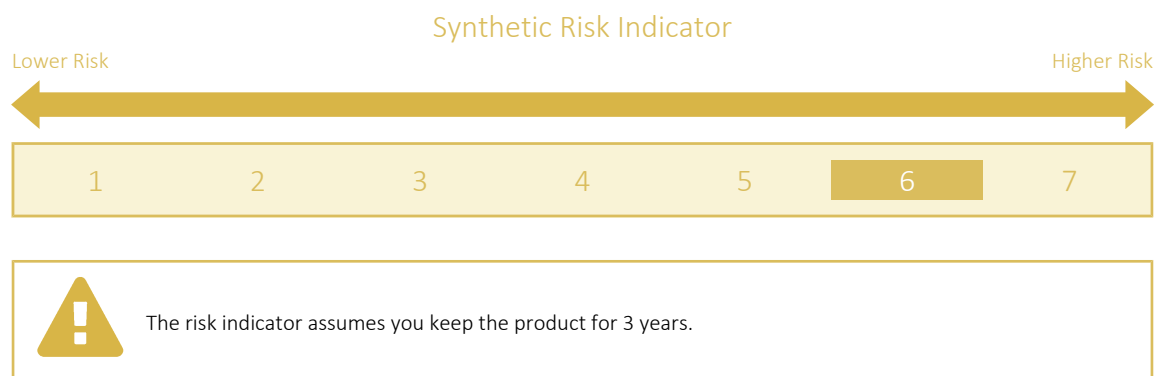 Synthetic Risk Indicator
Lower Risk Higher Risk
1 2 3 4 5 6 7
The risk indicator assumes you keep the product for 3 years.